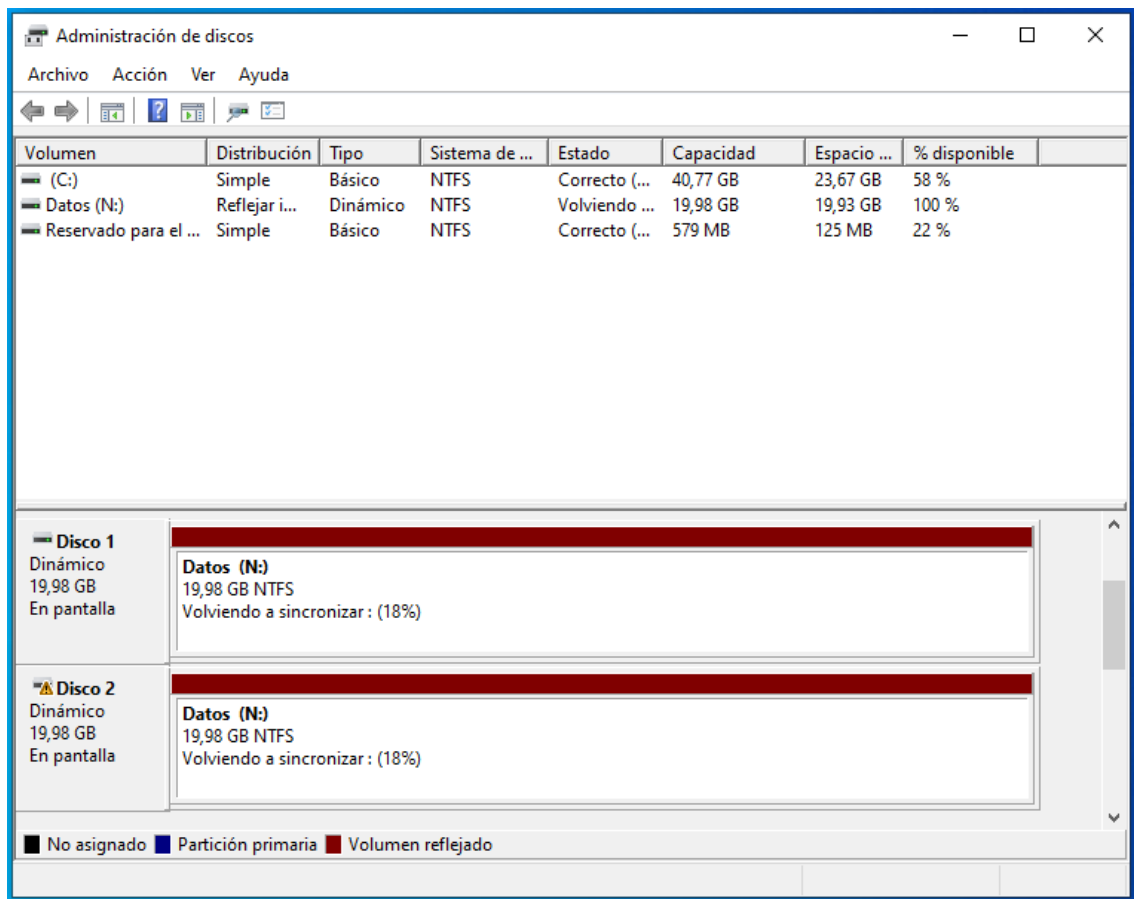 Administración de discos
Archivo Acción Ver Ayuda
Volumen Distribución Tipo Sistema de ... Estado Capacidad Espacio ... % disponible
(C:) Simple Básico NTFS Correcto (... 40,77 GB 23,67 GB 58 %
Datos (N:) Reflejar i... Dinámico NTFS Volviendo ... 19,98 GB 19,93 GB 100 %
Reservado para el ... Simple Básico NTFS Correcto (... 579 MB 125 MB 22 %
Disco 1
Dinámico
19,98 GB
En pantalla
Datos (N:)
19,98 GB NTFS
Volviendo a sincronizar : (18%)
Disco 2
Dinámico
19,98 GB
En pantalla
Datos (N:)
19,98 GB NTFS
Volviendo a sincronizar : (18%)
No asignado Partición primaria Volumen reflejado